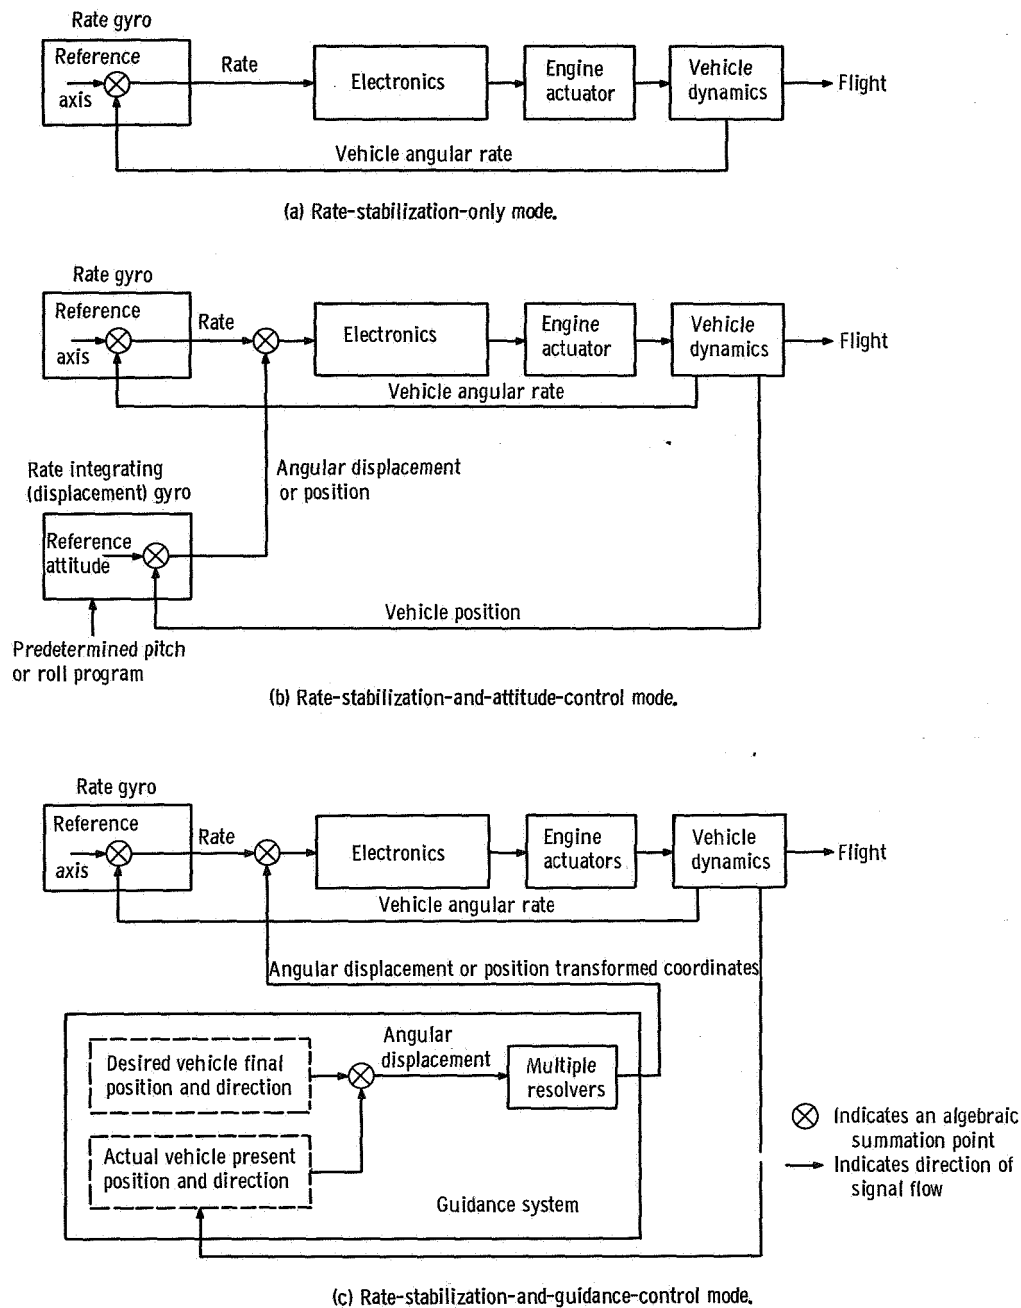 Rate gyro
Reference
axis
Rate
Electronics
Engine
actuator
Vehicle
dynamics
Flight
Vehicle angular rate
(a) Rate-stabilization-only mode.
Rate gyro
Reference
axis
Rate
Electronics
Engine
actuator
Vehicle
dynamics
Flight
Vehicle angular rate
Rate integrating
(displacement) gyro
Angular displacement
or position
Reference
attitude
Vehicle position
Predetermined pitch
or roll program
(b) Rate-stabilization-and-attitude-control mode.
Rate gyro
Reference
axis
Rate
Electronics
Engine
actuators
Vehicle
dynamics
Flight
Vehicle angular rate
Angular displacement or position transformed coordinates
Desired vehicle final
position and direction
Angular
displacement
Multiple
resolvers
Actual vehicle present
position and direction
Guidance system
Indicates an algebraic
summation point
Indicates direction of
signal flow
(c) Rate-stabilization-and-guidance-control mode.